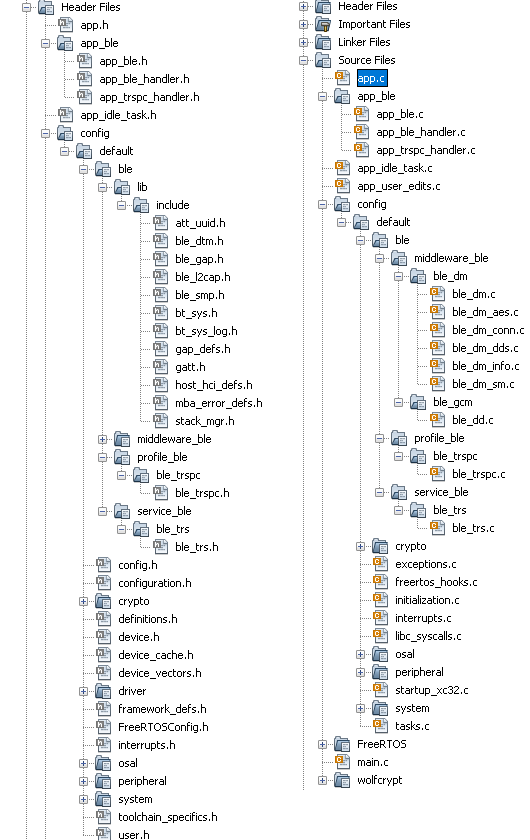 Header Files
app.h
app_ble
app_ble.h
app_ble_handler.h
app_trspc_handler.h
app_idle_task.h
config
default
ble
lib
include
att_uuid.h
ble_dtm.h
ble_gap.h
ble_l2cap.h
ble_smp.h
bt_sys.h
bt_sys_log.h
gap_defs.h
gatt.h
host_hci_defs.h
mba_error_defs.h
stack_mgr.h
middleware_ble
profile_ble
ble_trspc
ble_trspc.h
service_ble
ble_trs
ble_trs.h
config.h
configuration.h
crypto
definitions.h
device.h
device_cache.h
device_vectors.h
driver
framework_defs.h
FreeRTOSConfig.h
interrupts.h
osal
peripheral
system
toolchain_specifics.h
user.h
Header Files
Important Files
Linker Files
Source Files
app.c
app_ble
app_ble.c
app_ble_handler.c
app_trspc_handler.c
app_idle_task.c
app_user_edits.c
config
default
ble
middleware_ble
ble_dm
ble_dm.c
ble_dm_aes.c
ble_dm_conn.c
ble_dm_dds.c
ble_dm_info.c
ble_dm_sm.c
ble_gcm
ble_dd.c
profile_ble
ble_trspc
ble_trspc.c
service_ble
ble_trs
ble_trs.c
crypto
exceptions.c
freertos_hooks.c
initialization.c
interrupts.c
libc_syscalls.c
osal
peripheral
startup_xc32.c
system
tasks.c
FreeRTOS
main.c
wolfcrypt